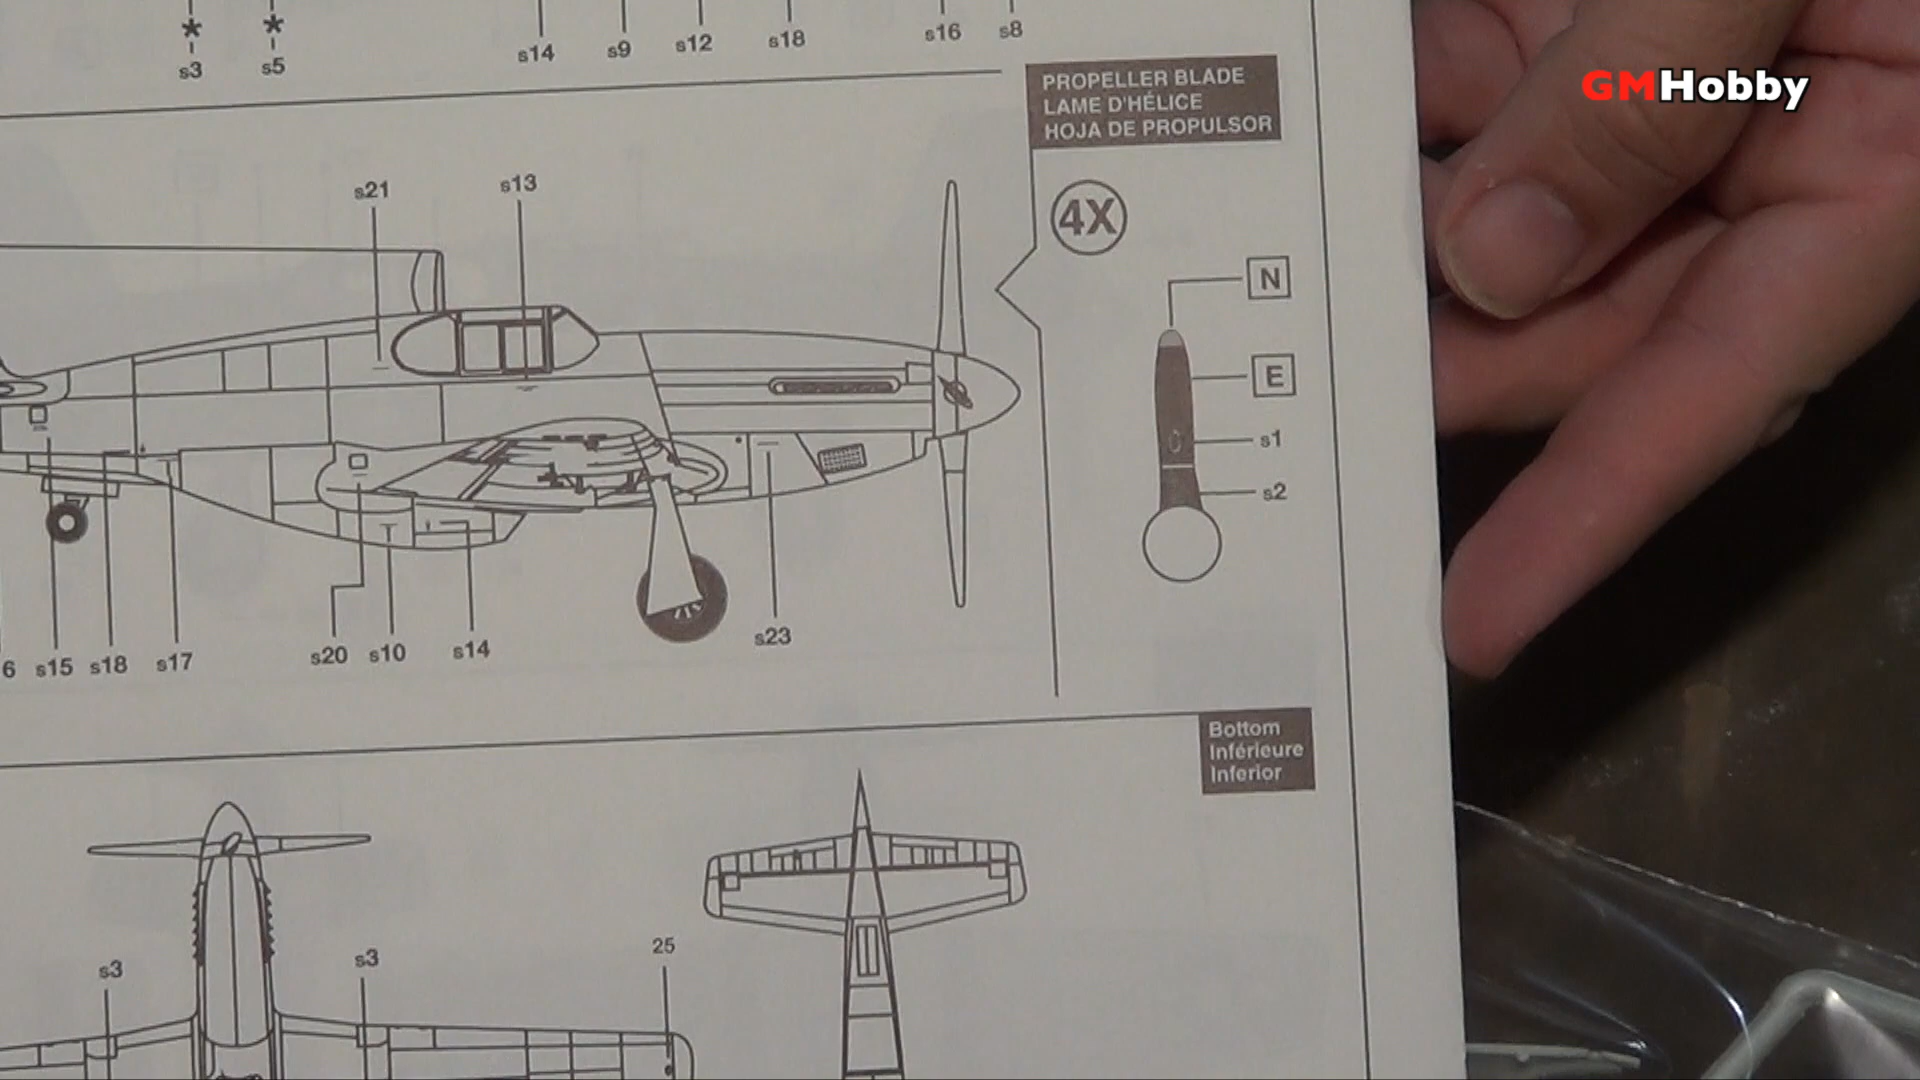 s3
s5
s14
s9
s12
s18
s16
s8
GMHobby
PROPELLER BLADE
LAME D'HÉLICE
HOJA DE PROPULSOR
s21
s13
4X
N
E
s1
s2
6
s15
s18
s17
s20
s10
s14
s23
Bottom
Inférieure
Inferior
s3
s3
25